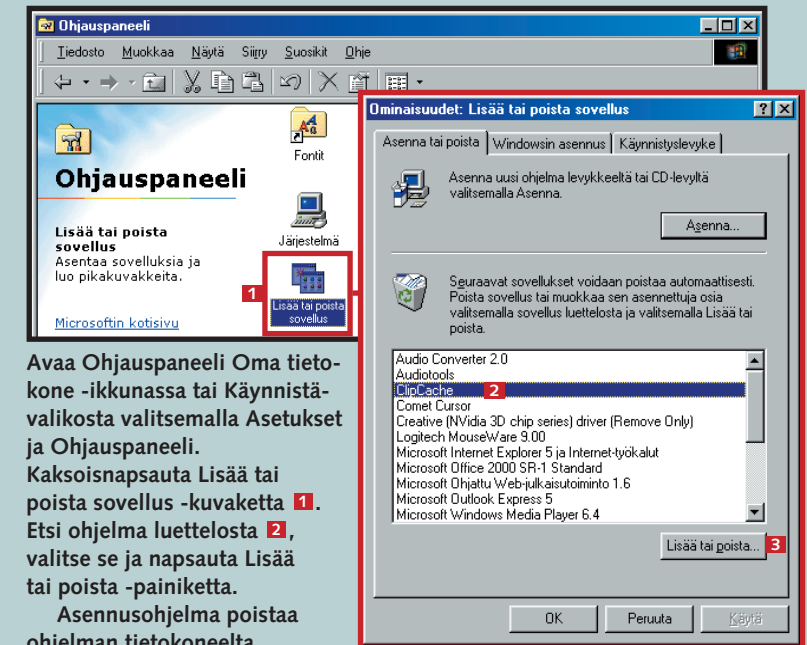 Ohjauspaneeli
Tiedosto Muokkaa Näytä Siirry Suosikit Ohje
Ohjauspaneeli
Lisää tai poista
sovellus
Asentaa sovelluksia ja
luo pikakuvakkeita.
Microsoftin kotisivu
Fontit
Järjestelmä
1
Lisää tai poista
sovellus
Ominaisuudet: Lisää tai poista sovellus
Asenna tai poista Windowsin asennus Käynnistyslevyke
Asenna uusi ohjelma levykkeeltä tai CD-levyltä
valitsemalla Asenna.
Asenna...
Seuraavat sovellukset voidaan poistaa automaattisesti.
Poista sovellus tai muokkaa sen asennettuja osia
valitsemalla sovellus luettelosta ja valitsemalla Lisää tai
poista.
Audio Converter 2.0
Audiotools
ClipCache 2
Comet Cursor
Creative (NVidia 3D chip series) driver (Remove Only)
Logitech MouseWare 9.00
Microsoft Internet Explorer 5 ja Internet-työkalut
Microsoft Office 2000 SR-1 Standard
Microsoft Ohjattu Web-julkaisutoiminto 1.6
Microsoft Outlook Express 5
Microsoft Windows Media Player 6.4
Lisää tai poista... 3
OK Peruuta Käytä
Avaa Ohjauspaneeli Oma tieto-
kone -ikkunassa tai Käynnistä-
valikosta valitsemalla Asetukset
ja Ohjauspaneeli.
Kaksoisnapsauta Lisää tai
poista sovellus -kuvaketta 1.
Etsi ohjelma luettelosta 2,
valitse se ja napsauta Lisää
tai poista -painiketta.
Asennusohjelma poistaa
ohjelman tietokoneelta